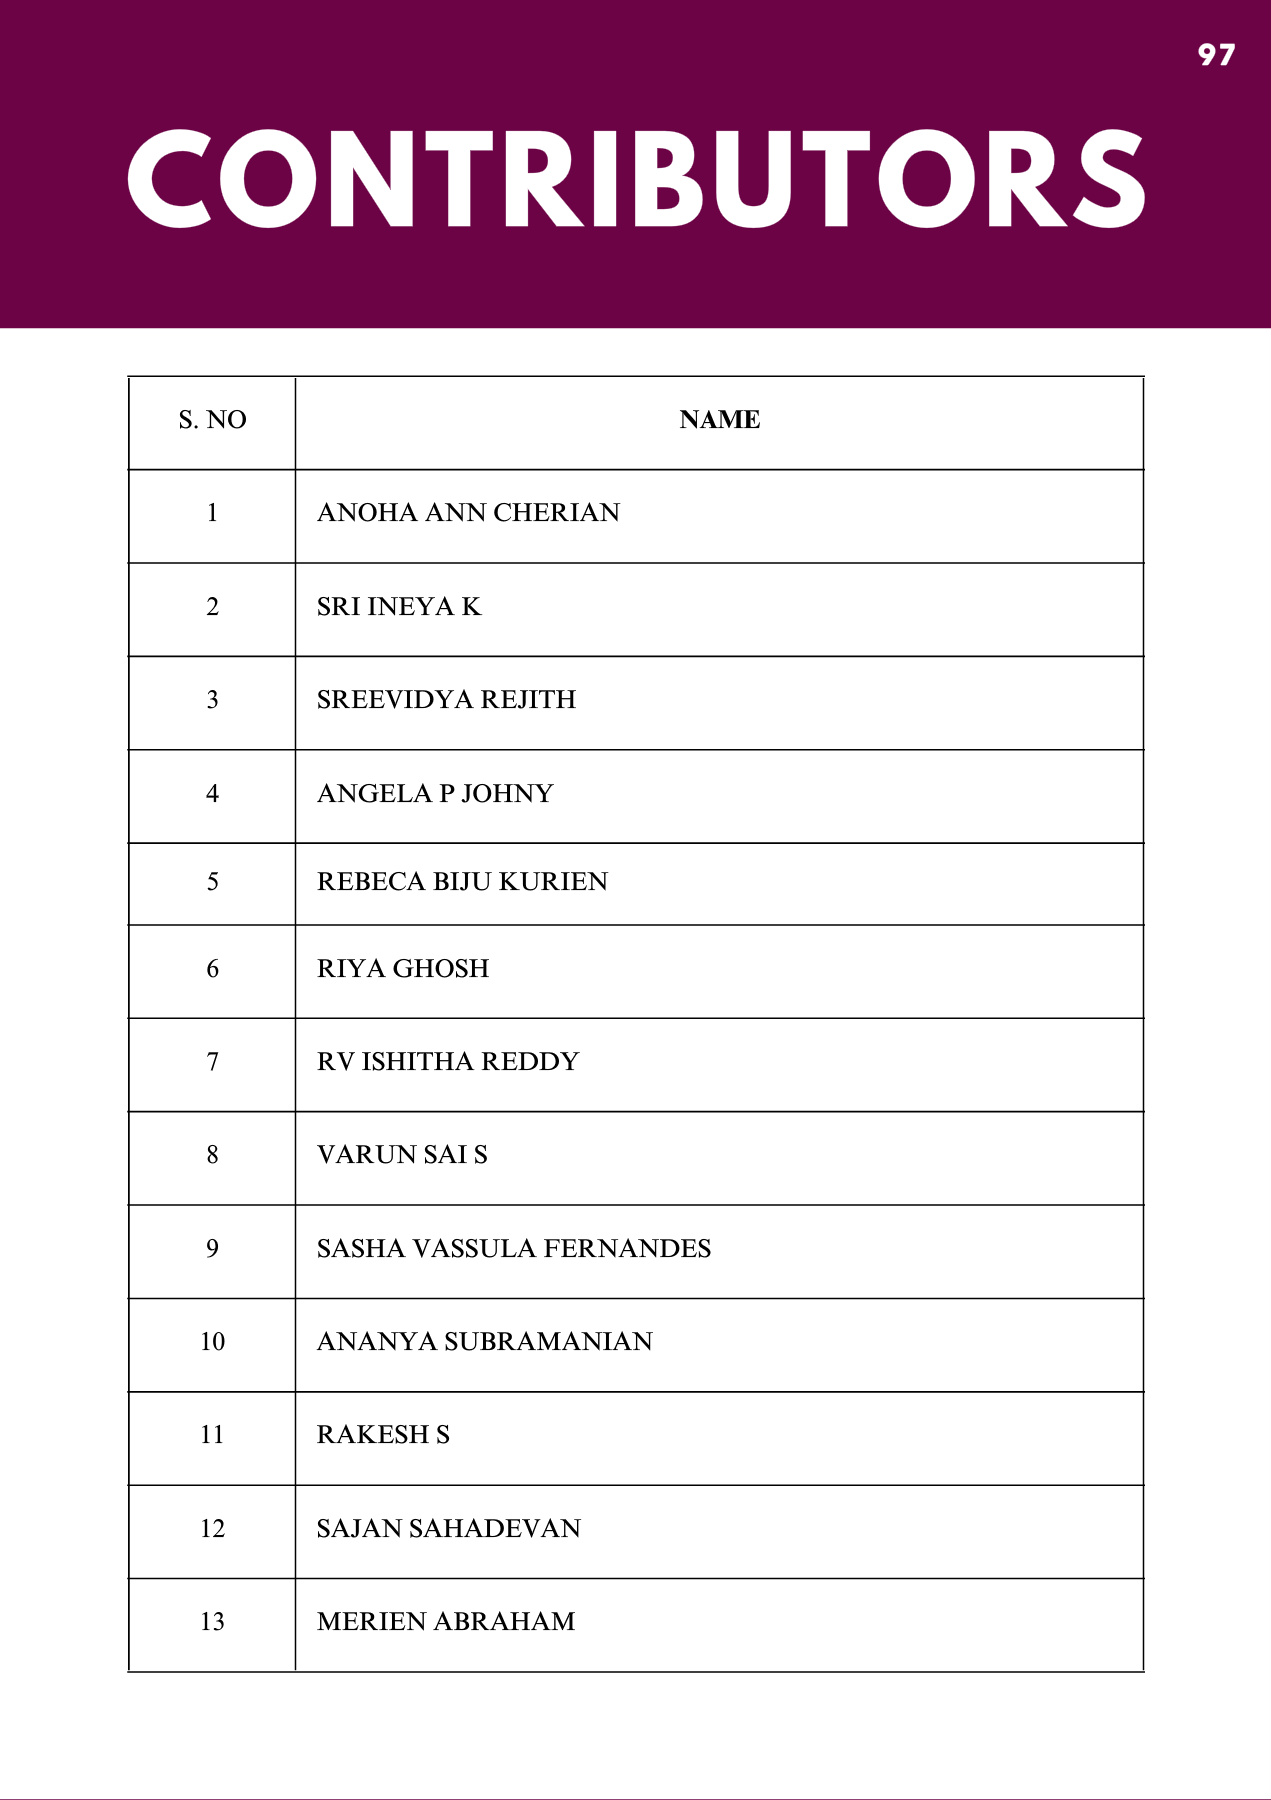 97
CONTRIBUTORS
S. NO NAME
1 ANOHA ANN CHERIAN
2 SRI INEYA K
3 SREEVIDYA REJITH
4 ANGELA P JOHNY
5 REBECA BIJU KURIEN
6 RIYA GHOSH
7 RV ISHITHA REDDY
8 VARUN SAI S
9 SASHA VASSULA FERNANDES
10 ANANYA SUBRAMANIAN
11 RAKESH S
12 SAJAN SAHADEVAN
13 MERIEN ABRAHAM